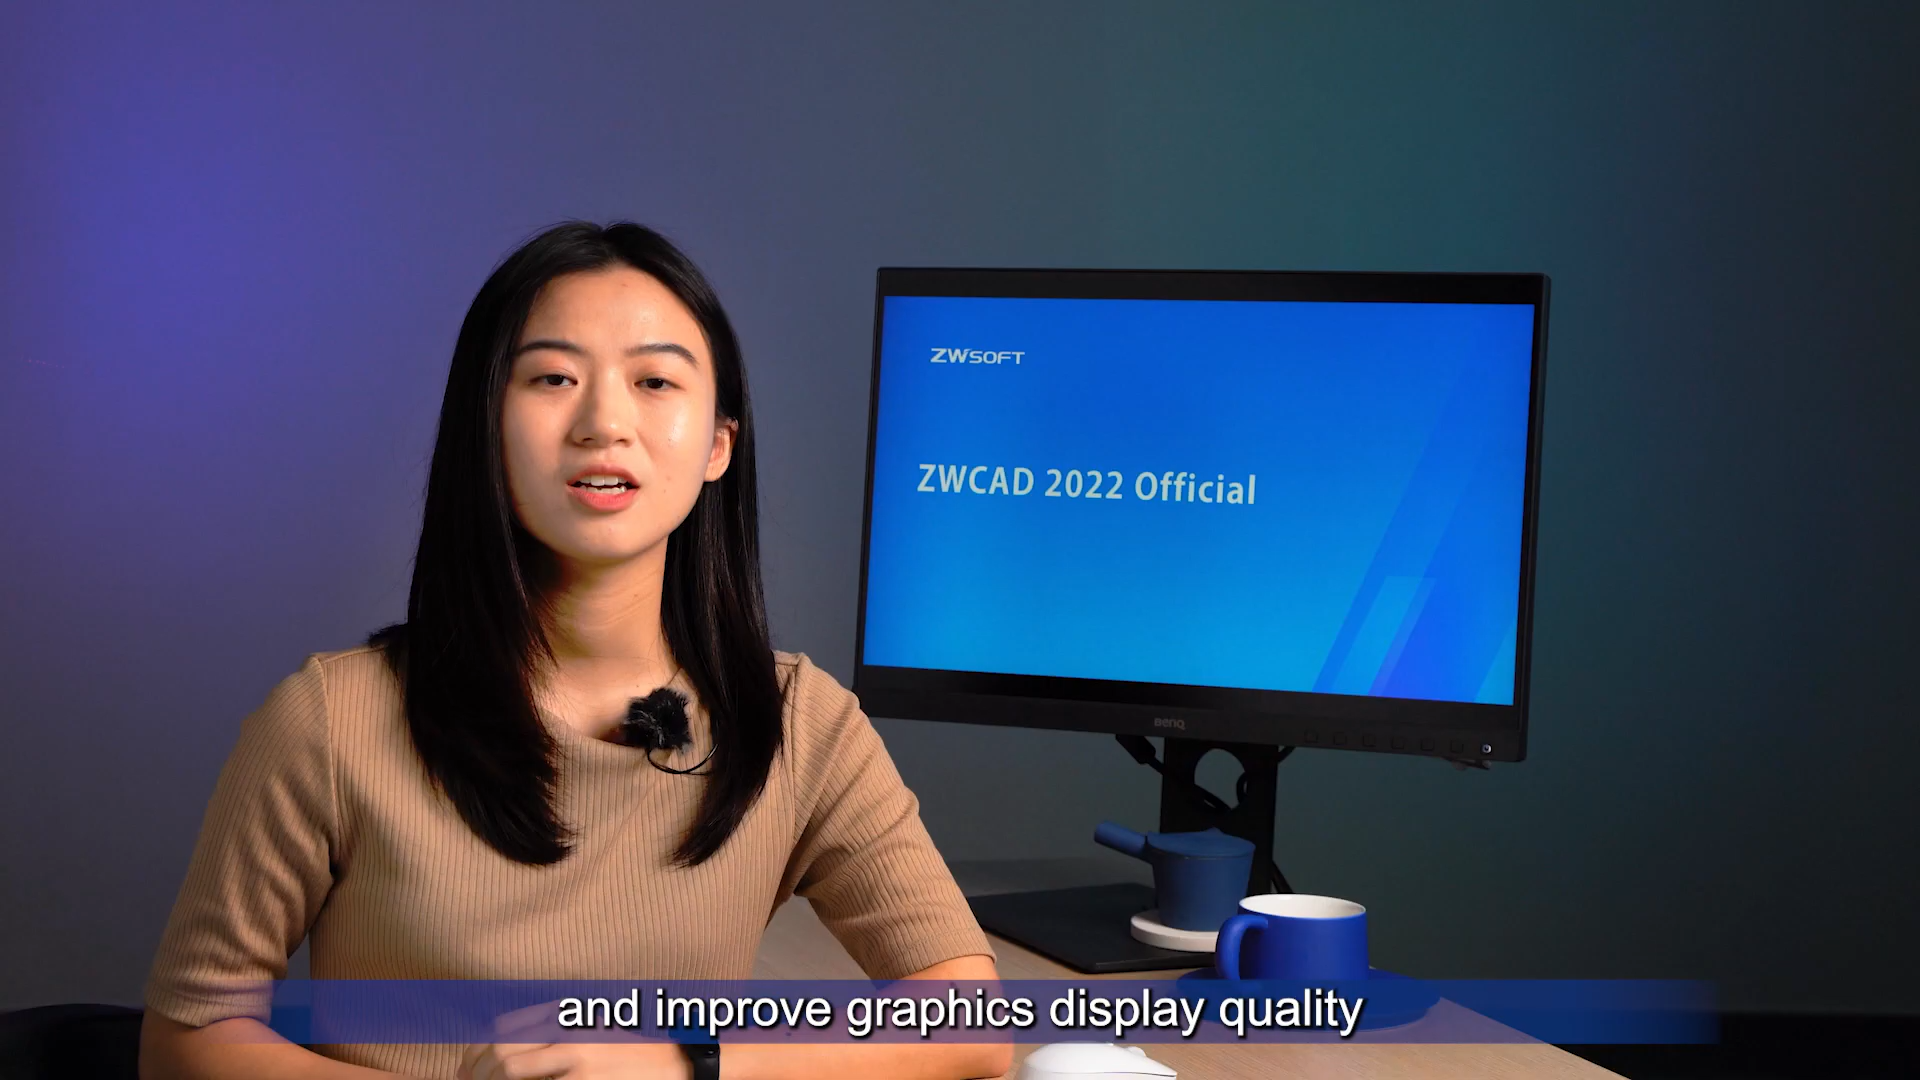 ZWSOFT
ZWCAD 2022 Official
BenQ
and improve graphics display quality